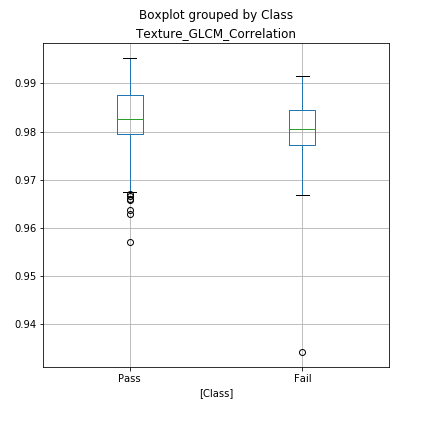 Boxplot grouped by Class
Texture_GLCM_Correlation
0.99
0.98
0.97
0.96
0.95
0.94
Pass Fail
[Class]